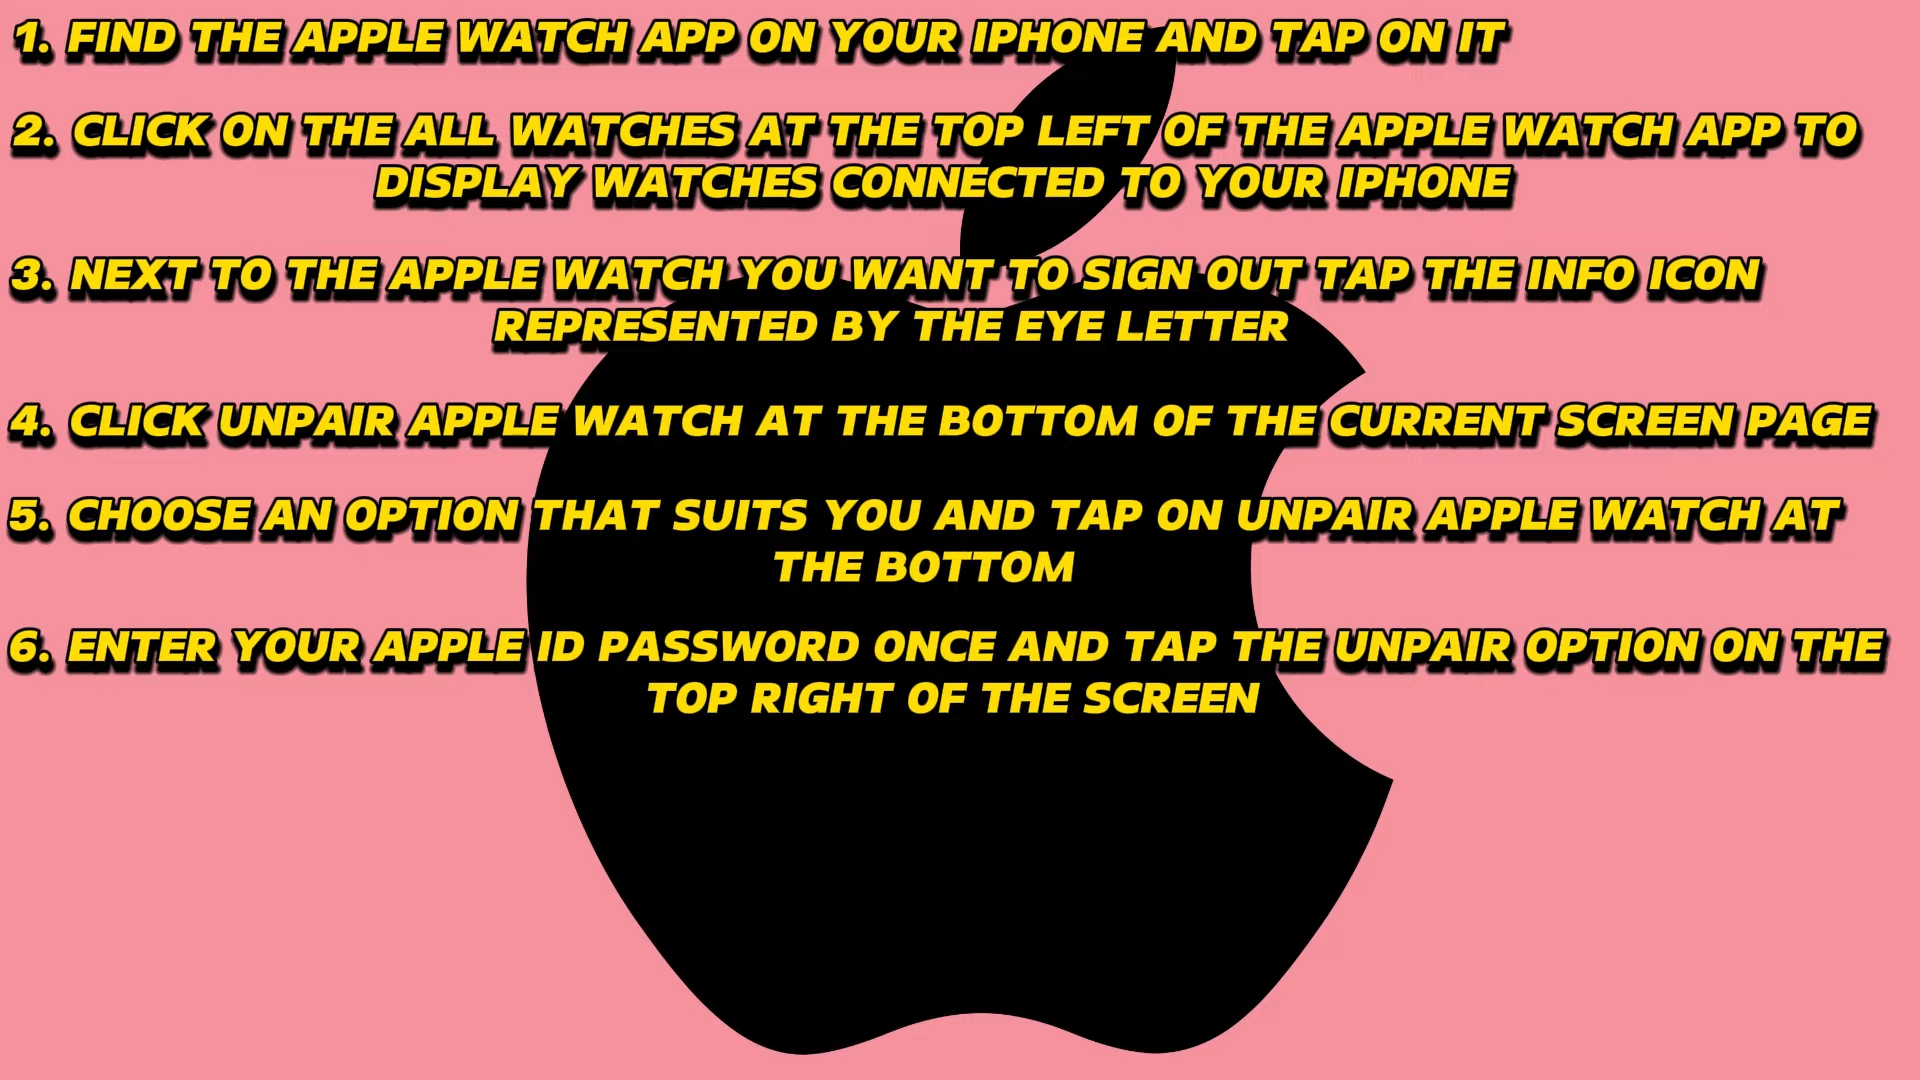 1. FIND THE APPLE WATCH APP ON YOUR IPHONE AND TAP ON IT
2. CLICK ON THE ALL WATCHES AT THE TOP LEFT OF THE APPLE WATCH APP TO
DISPLAY WATCHES CONNECTED TO YOUR IPHONE
3. NEXT TO THE APPLE WATCH YOU WANT TO SIGN OUT TAP THE INFO ICON
REPRESENTED BY THE EYE LETTER
4. CLICK UNPAIR APPLE WATCH AT THE BOTTOM OF THE CURRENT SCREEN PAGE
5. CHOOSE AN OPTION THAT SUITS YOU AND TAP ON UNPAIR APPLE WATCH AT
THE BOTTOM
6. ENTER YOUR APPLE ID PASSWORD ONCE AND TAP THE UNPAIR OPTION ON THE
TOP RIGHT OF THE SCREEN